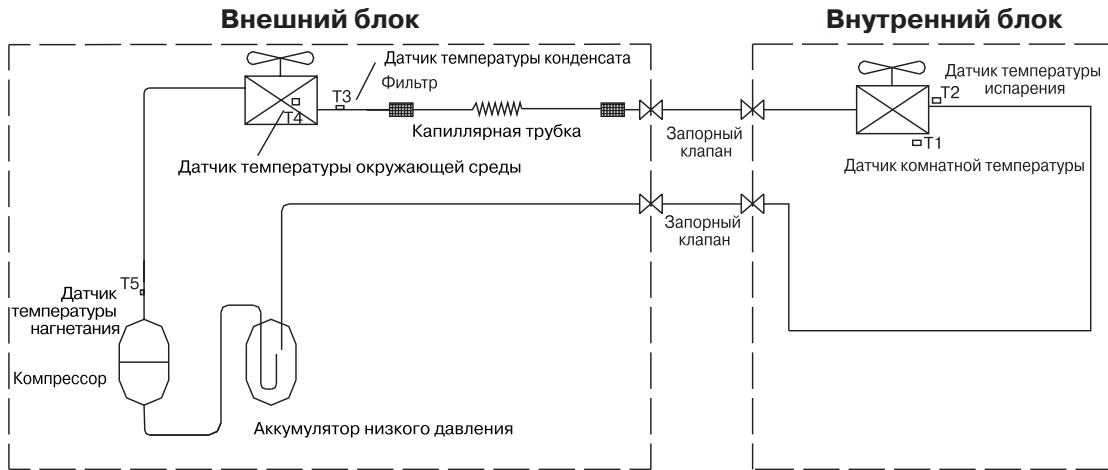 Внешний блок
Внутренний блок
Датчик температуры конденсата
T3
Фильтр
T4
Капиллярная трубка
Датчик температуры окружающей среды
Запорный
клапан
Датчик температуры
испарения
T2
T1
Датчик комнатной температуры
Запорный
клапан
T5
Датчик
температуры
нагнетания
Компрессор
Аккумулятор низкого давления